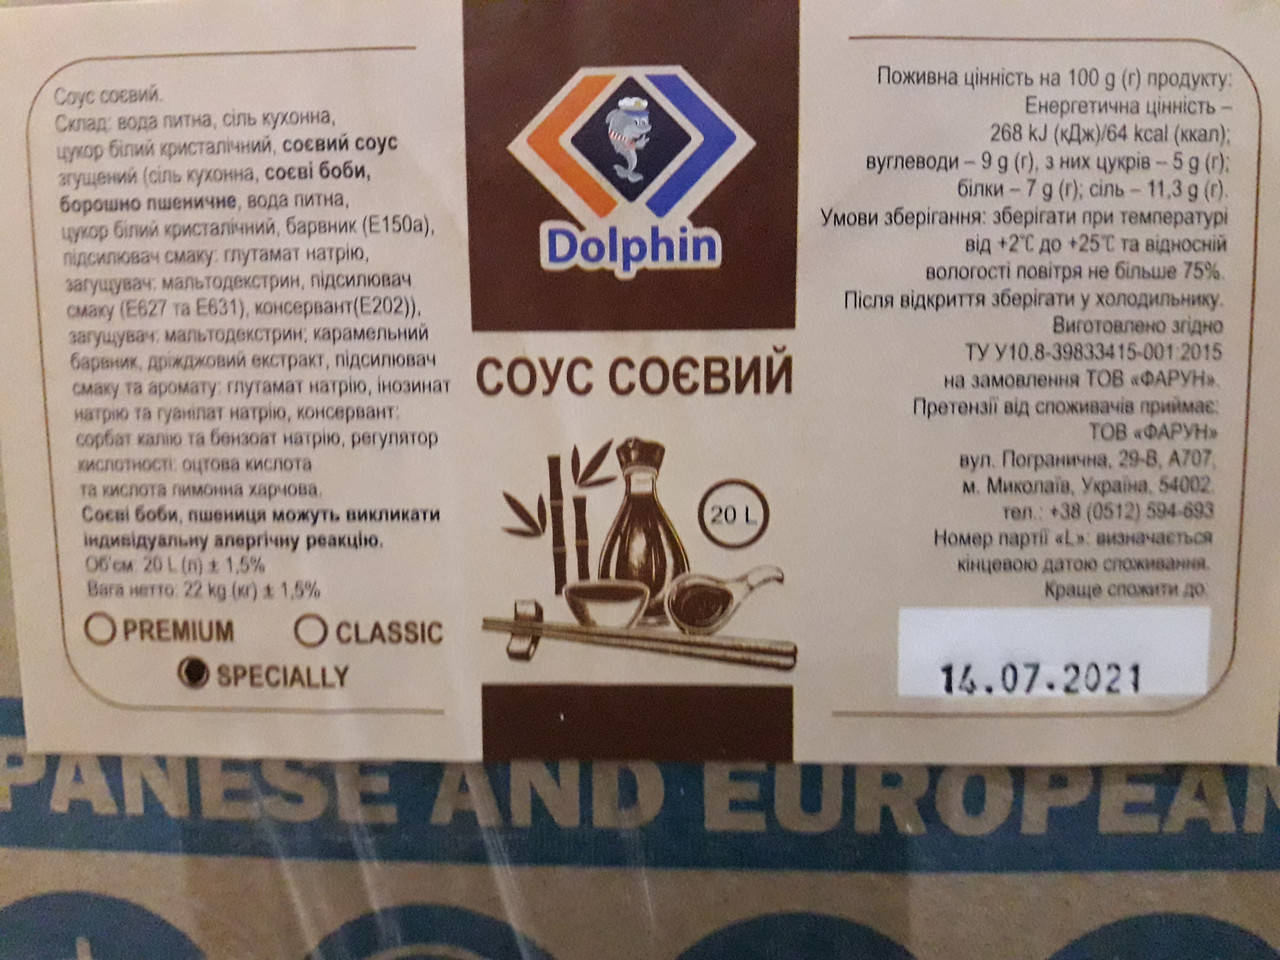 Соус соєвий.
Склад: вода питна, сіль кухонна,
цукор білий кристалічний, соєвий соус
згущений (сіль кухонна, соєві боби,
борошно пшеничне, вода питна,
цукор білий кристалічний, барвник (Е150а),
підсилювач смаку: глутамат натрію,
загущувач: мальтодекстрин, підсилювач
смаку (Е627 та Е631), консервант(Е202)),
загущувач: мальтодекстрин; карамельний
барвник, дріжджовий екстракт, підсилювач
смаку та аромату: глутамат натрію, інозинат
натрію та гуанілат натрію, консервант:
сорбат калію та бензоат натрію, регулятор
кислотності: оцтова кислота
та кислота лимонна харчова.
Соєві боби, пшениця можуть викликати
індивідуальну алергічну реакцію.
Об'єм: 20 L (л) ± 1,5%
Вага нетто: 22 kg (кг) ± 1,5%
PREMIUM CLASSIC
SPECIALLY
Dolphin
СОУС СОЄВИЙ
20 L
Поживна цінність на 100 g (г) продукту:
Енергетична цінність –
268 kJ (кДж)/64 kcal (ккал);
вуглеводи – 9 g (г), з них цукрів – 5 g (г);
білки – 7 g (г); сіль – 11,3 g (г).
Умови зберігання: зберігати при температурі
від +2˚С до +25˚С та відносній
вологості повітря не більше 75%.
Після відкриття зберігати у холодильнику.
Виготовлено згідно
ТУ У10.8-39833415-001:2015
на замовлення ТОВ «ФАРУН».
Претензії від споживачів приймає:
ТОВ «ФАРУН»
вул. Погранична, 29-В, А707,
м. Миколаїв, Україна, 54002.
тел.: +38 (0512) 594-693
Номер партії «L»: визначається
кінцевою датою споживання.
Краще спожити до:
14.07.2021
PANESE AND EUROPEAN